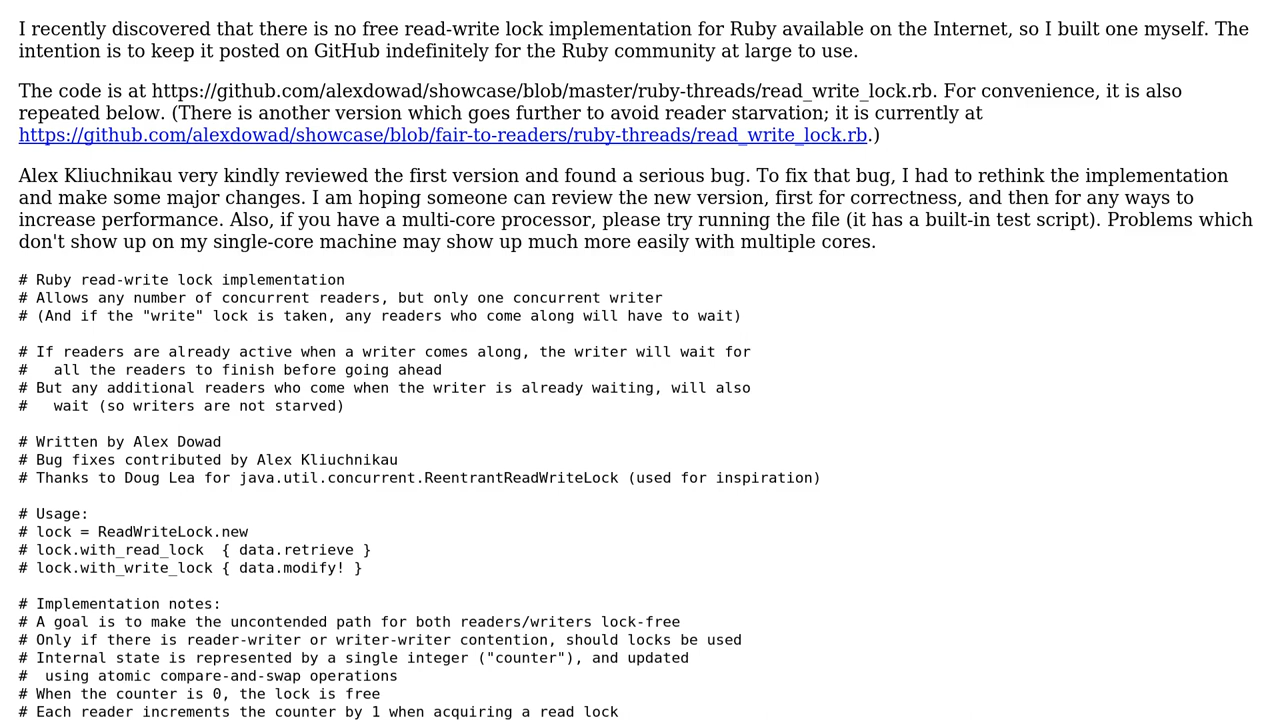 I recently discovered that there is no free read-write lock implementation for Ruby available on the Internet, so I built one myself. The
intention is to keep it posted on GitHub indefinitely for the Ruby community at large to use.
The code is at https://github.com/alexdowad/showcase/blob/master/ruby-threads/read_write_lock.rb. For convenience, it is also
repeated below. (There is another version which goes further to avoid reader starvation; it is currently at
https://github.com/alexdowad/showcase/blob/fair-to-readers/ruby-threads/read_write_lock.rb.)
Alex Kliuchnikau very kindly reviewed the first version and found a serious bug. To fix that bug, I had to rethink the implementation
and make some major changes. I am hoping someone can review the new version, first for correctness, and then for any ways to
increase performance. Also, if you have a multi-core processor, please try running the file (it has a built-in test script). Problems which
don't show up on my single-core machine may show up much more easily with multiple cores.
# Ruby read-write lock implementation
# Allows any number of concurrent readers, but only one concurrent writer
# (And if the "write" lock is taken, any readers who come along will have to wait)
# If readers are already active when a writer comes along, the writer will wait for
#   all the readers to finish before going ahead
# But any additional readers who come when the writer is already waiting, will also
#   wait (so writers are not starved)
# Written by Alex Dowad
# Bug fixes contributed by Alex Kliuchnikau
# Thanks to Doug Lea for java.util.concurrent.ReentrantReadWriteLock (used for inspiration)
# Usage:
# lock = ReadWriteLock.new
# lock.with_read_lock  { data.retrieve }
# lock.with_write_lock { data.modify! }
# Implementation notes:
# A goal is to make the uncontended path for both readers/writers lock-free
# Only if there is reader-writer or writer-writer contention, should locks be used
# Internal state is represented by a single integer ("counter"), and updated
#  using atomic compare-and-swap operations
# When the counter is 0, the lock is free
# Each reader increments the counter by 1 when acquiring a read lock